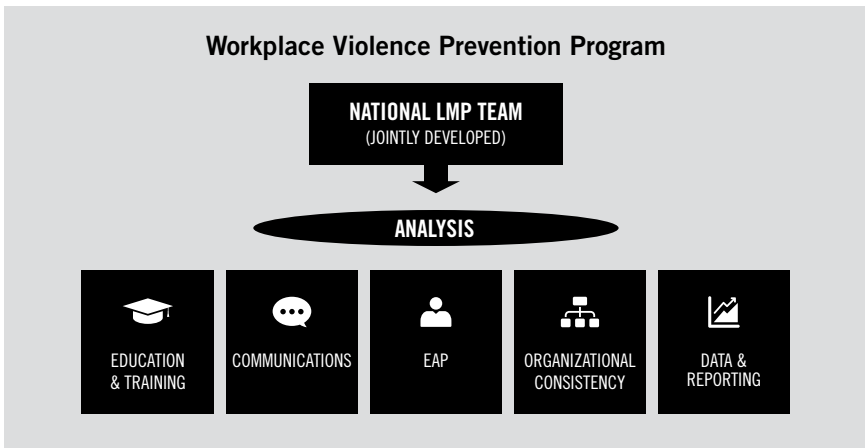 Workplace Violence Prevention Program
NATIONAL LMP TEAM
(JOINTLY DEVELOPED)
ANALYSIS
EDUCATION
& TRAINING
COMMUNICATIONS
EAP
ORGANIZATIONAL
CONSISTENCY
DATA &
REPORTING